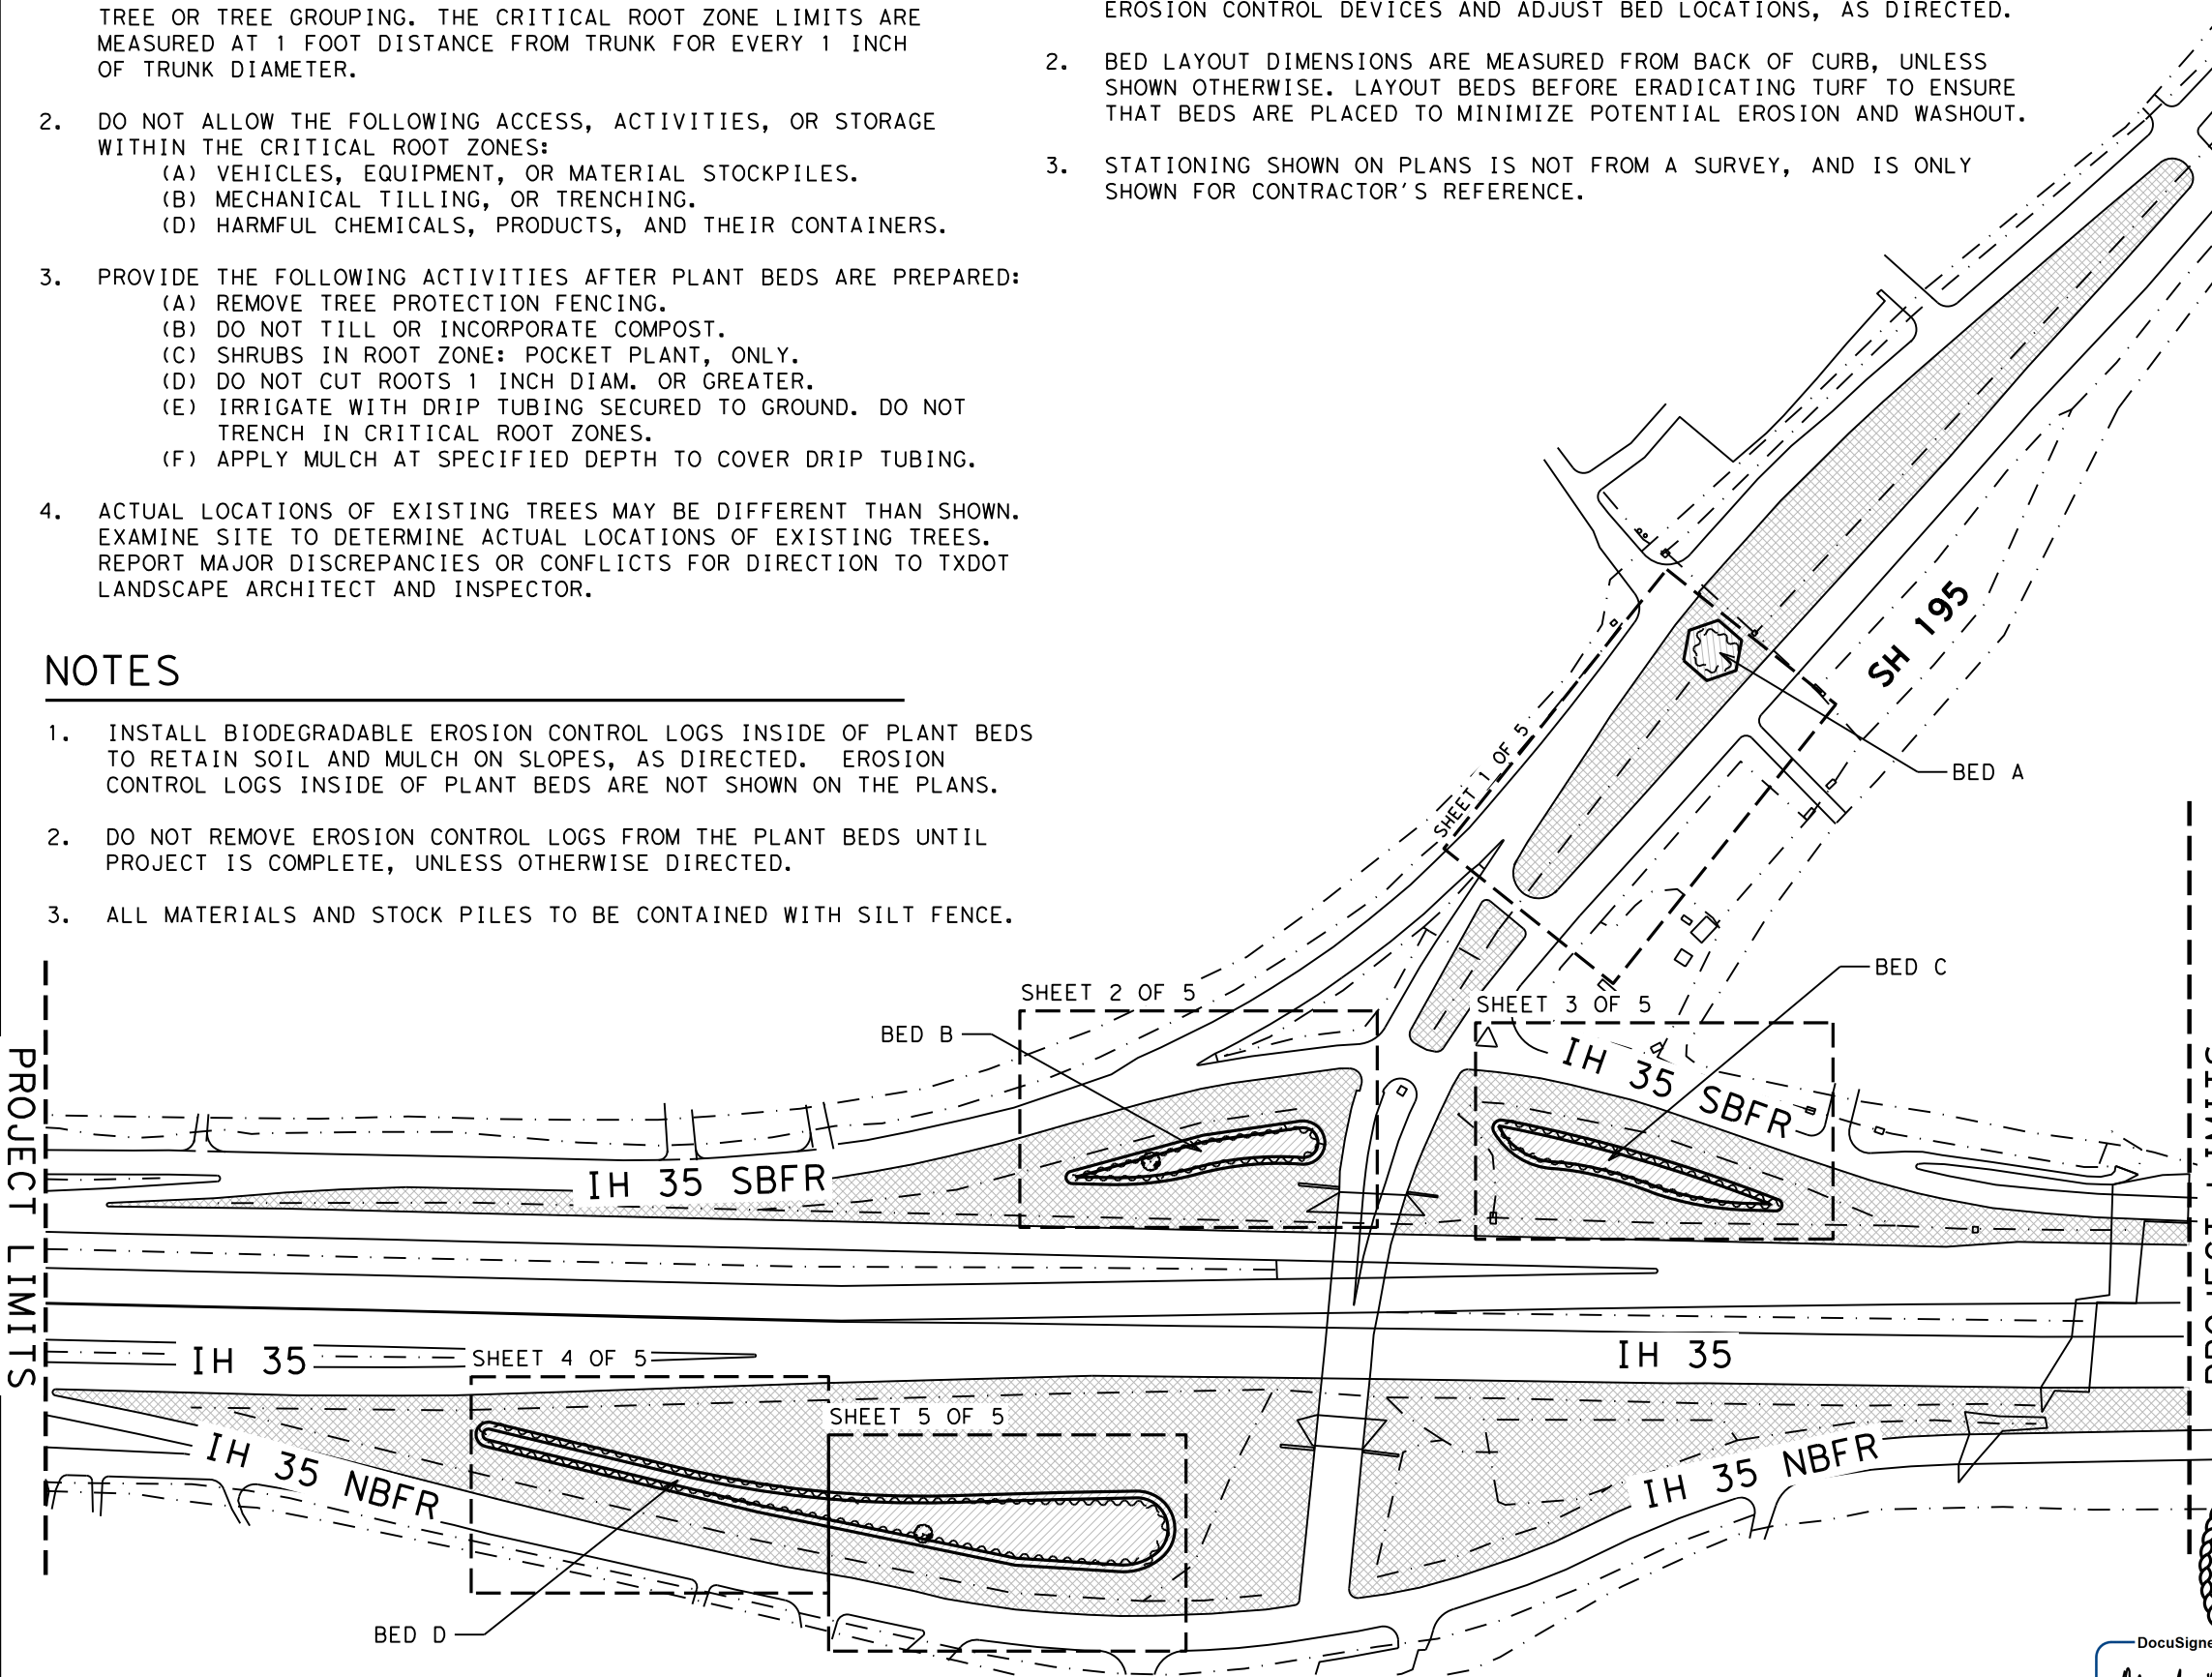 TREE OR TREE GROUPING. THE CRITICAL ROOT ZONE LIMITS ARE
MEASURED AT 1 FOOT DISTANCE FROM TRUNK FOR EVERY 1 INCH
OF TRUNK DIAMETER.
2. DO NOT ALLOW THE FOLLOWING ACCESS, ACTIVITIES, OR STORAGE
WITHIN THE CRITICAL ROOT ZONES:
(A) VEHICLES, EQUIPMENT, OR MATERIAL STOCKPILES.
(B) MECHANICAL TILLING, OR TRENCHING.
(D) HARMFUL CHEMICALS, PRODUCTS, AND THEIR CONTAINERS.
3. PROVIDE THE FOLLOWING ACTIVITIES AFTER PLANT BEDS ARE PREPARED:
(A) REMOVE TREE PROTECTION FENCING.
(B) DO NOT TILL OR INCORPORATE COMPOST.
(C) SHRUBS IN ROOT ZONE: POCKET PLANT, ONLY.
(D) DO NOT CUT ROOTS 1 INCH DIAM. OR GREATER.
(E) IRRIGATE WITH DRIP TUBING SECURED TO GROUND. DO NOT
TRENCH IN CRITICAL ROOT ZONES.
(F) APPLY MULCH AT SPECIFIED DEPTH TO COVER DRIP TUBING.
4. ACTUAL LOCATIONS OF EXISTING TREES MAY BE DIFFERENT THAN SHOWN.
EXAMINE SITE TO DETERMINE ACTUAL LOCATIONS OF EXISTING TREES.
REPORT MAJOR DISCREPANCIES OR CONFLICTS FOR DIRECTION TO TXDOT
LANDSCAPE ARCHITECT AND INSPECTOR.
NOTES
1. INSTALL BIODEGRADABLE EROSION CONTROL LOGS INSIDE OF PLANT BEDS
TO RETAIN SOIL AND MULCH ON SLOPES, AS DIRECTED. EROSION
CONTROL LOGS INSIDE OF PLANT BEDS ARE NOT SHOWN ON THE PLANS.
2. DO NOT REMOVE EROSION CONTROL LOGS FROM THE PLANT BEDS UNTIL
PROJECT IS COMPLETE, UNLESS OTHERWISE DIRECTED.
3. ALL MATERIALS AND STOCK PILES TO BE CONTAINED WITH SILT FENCE.
EROSION CONTROL DEVICES AND ADJUST BED LOCATIONS, AS DIRECTED.
2. BED LAYOUT DIMENSIONS ARE MEASURED FROM BACK OF CURB, UNLESS
SHOWN OTHERWISE. LAYOUT BEDS BEFORE ERADICATING TURF TO ENSURE
THAT BEDS ARE PLACED TO MINIMIZE POTENTIAL EROSION AND WASHOUT.
3. STATIONING SHOWN ON PLANS IS NOT FROM A SURVEY, AND IS ONLY
SHOWN FOR CONTRACTOR'S REFERENCE.
SH 195
SHEET 1 OF 5
BED A
BED C
SHEET 2 OF 5
SHEET 3 OF 5
BED B
IH 35 SBFR
PROJECT LIMITS
IH 35 SBFR
PROJECT LIMITS
IH 35
SHEET 4 OF 5
IH 35
SHEET 5 OF 5
IH 35 NBFR
IH 35 NBFR
BED D
DocuSigne